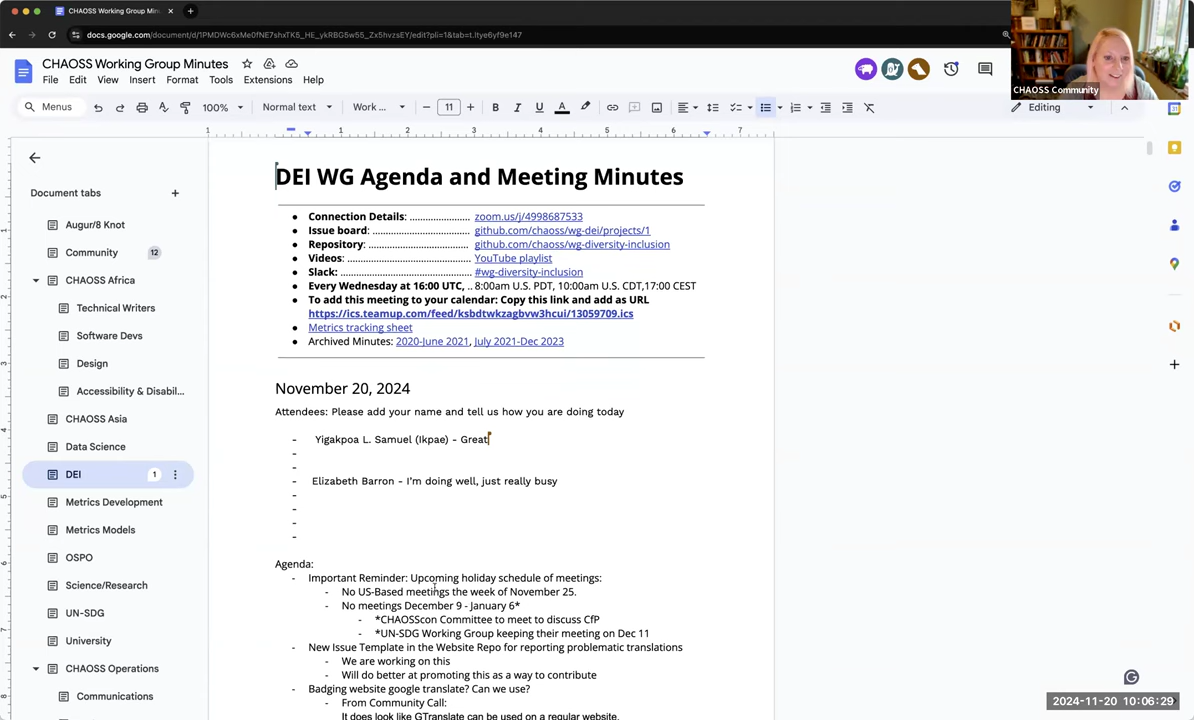 CHAOSS Working Group Min
docs.google.com/document/d/1PMDWc6xMe0fNE7shxTK5_HE_ykRBG5w55_Zx5hvzsEY/edit?pli=1&tab=t.ltye6yf9e147
CHAOSS Working Group Minutes
File Edit View Insert Format Tools Extensions Help
CHAOSS Community
Menus 100% Normal text Work ... 11 Editing
1 1 2 3 4 5 6 7
Document tabs
Augur/8 Knot
Community 12
CHAOSS Africa
Technical Writers
Software Devs
Design
Accessibility & Disabil...
CHAOSS Asia
Data Science
DEI 1
Metrics Development
Metrics Models
OSPO
Science/Research
UN-SDG
University
CHAOSS Operations
Communications
DEI WG Agenda and Meeting Minutes
● Connection Details: ...................... zoom.us/j/4998687533
● Issue board: ................................... github.com/chaoss/wg-dei/projects/1
● Repository: .................................... github.com/chaoss/wg-diversity-inclusion
● Videos: ............................................. YouTube playlist
● Slack: ............................................... #wg-diversity-inclusion
● Every Wednesday at 16:00 UTC, .. 8:00am U.S. PDT, 10:00am U.S. CDT,17:00 CEST
● To add this meeting to your calendar: Copy this link and add as URL
https://ics.teamup.com/feed/ksbdtwkzagbvw3hcui/13059709.ics
● Metrics tracking sheet
● Archived Minutes: 2020-June 2021, July 2021-Dec 2023
November 20, 2024
Attendees: Please add your name and tell us how you are doing today
- Yigakpoa L. Samuel (Ikpae) - Great
-
-
- Elizabeth Barron - I'm doing well, just really busy
-
-
-
-
Agenda:
- Important Reminder: Upcoming holiday schedule of meetings:
- No US-Based meetings the week of November 25.
- No meetings December 9 - January 6*
- *CHAOSScon Committee to meet to discuss CfP
- *UN-SDG Working Group keeping their meeting on Dec 11
- New Issue Template in the Website Repo for reporting problematic translations
- We are working on this
- Will do better at promoting this as a way to contribute
- Badging website google translate? Can we use?
- From Community Call:
It does look like GTranslate can be used on a regular website.
2024-11-20 10:06:29